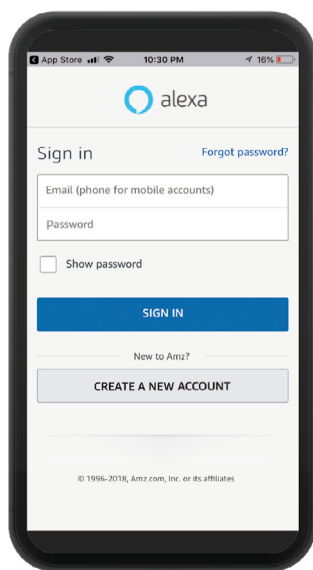 App Store 10:30 PM 16%
alexa
Sign in Forgot password?
Email (phone for mobile accounts)
Password
Show password
SIGN IN
New to Amz?
CREATE A NEW ACCOUNT
© 1996-2018, Amz.com, Inc. or its affiliates